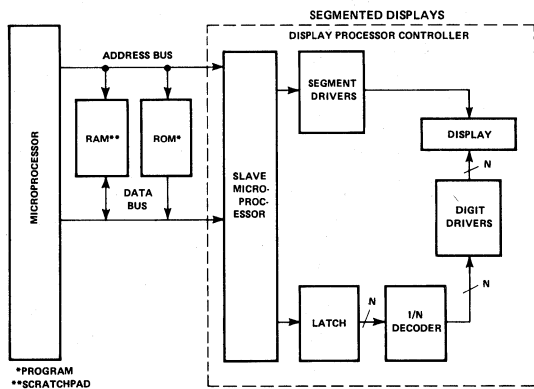 SEGMENTED DISPLAYS
DISPLAY PROCESSOR CONTROLLER
ADDRESS BUS
MICROPROCESSOR
RAM**
ROM*
DATA
BUS
SLAVE
MICRO-
PROC-
ESSOR
SEGMENT
DRIVERS
DISPLAY
N
DIGIT
DRIVERS
N
LATCH
N
1/N
DECODER
*PROGRAM
**SCRATCHPAD